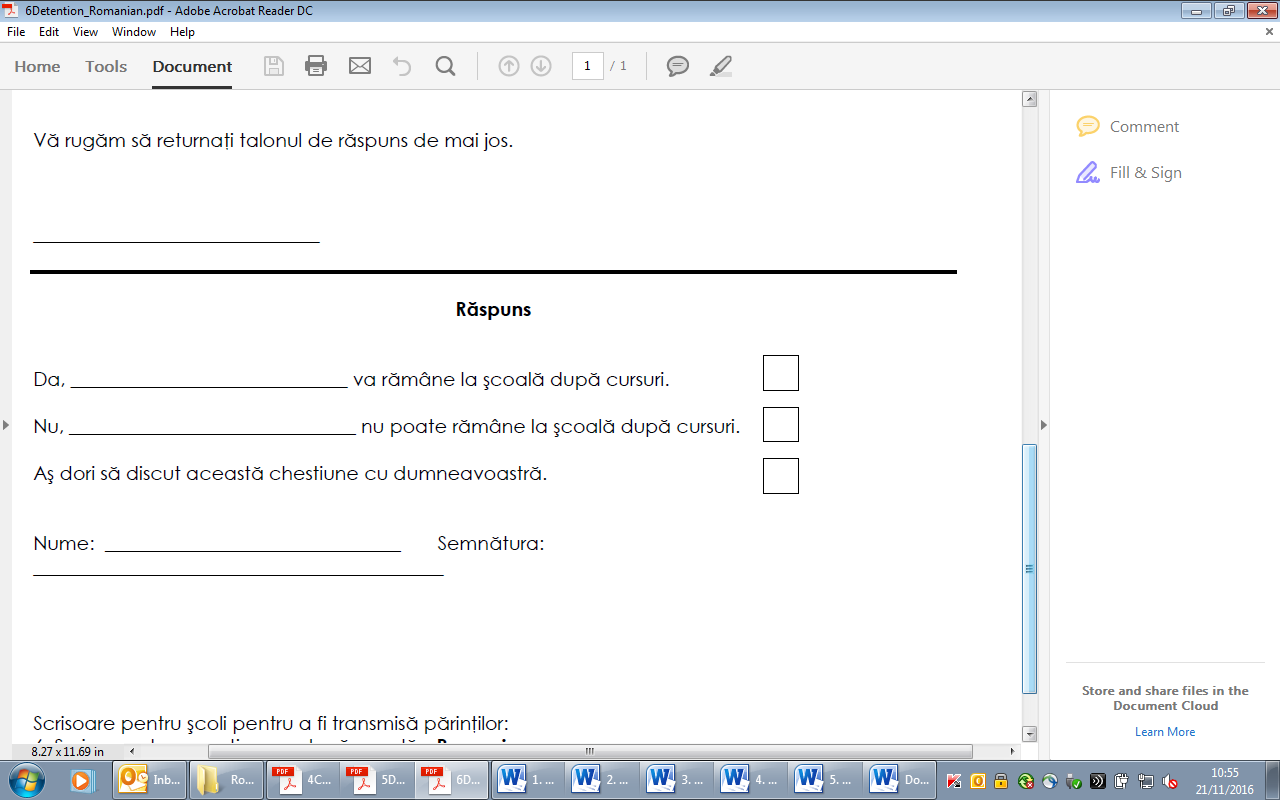 6Detention_Romanian.pdf - Adobe Acrobat Reader DC
File Edit View Window Help
Home Tools Document 1 / 1
Vă rugăm să returnați talonul de răspuns de mai jos.
Răspuns
Da, ____________________________ va rămâne la şcoală după cursuri.
Nu, _____________________________ nu poate rămâne la şcoală după cursuri.
Aş dori să discut această chestiune cu dumneavoastră.
Nume: ______________________________ Semnătura:
Scrisoare pentru şcoli pentru a fi transmisă părinților:
Comment
Fill & Sign
Store and share files in the
Document Cloud
Learn More
8.27 x 11.69 in
Inb... Ro... 4C... 5D... 6D... 1. ... 2. ... 3. ... 4. ... 5. ... Do...
10:55
21/11/2016